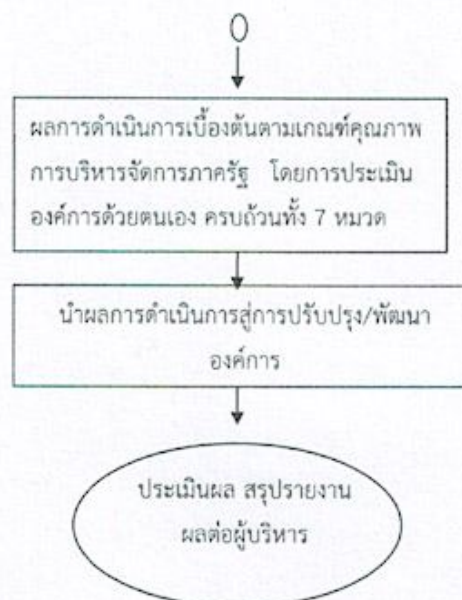 ผลการดำเนินการเบื้องต้นตามเกณฑ์คุณภาพ
การบริหารจัดการภาครัฐ โดยการประเมิน
องค์การด้วยตนเอง ครบถ้วนทั้ง 7 หมวด
นำผลการดำเนินการสู่การปรับปรุง/พัฒนา
องค์การ
ประเมินผล สรุปรายงาน
ผลต่อผู้บริหาร